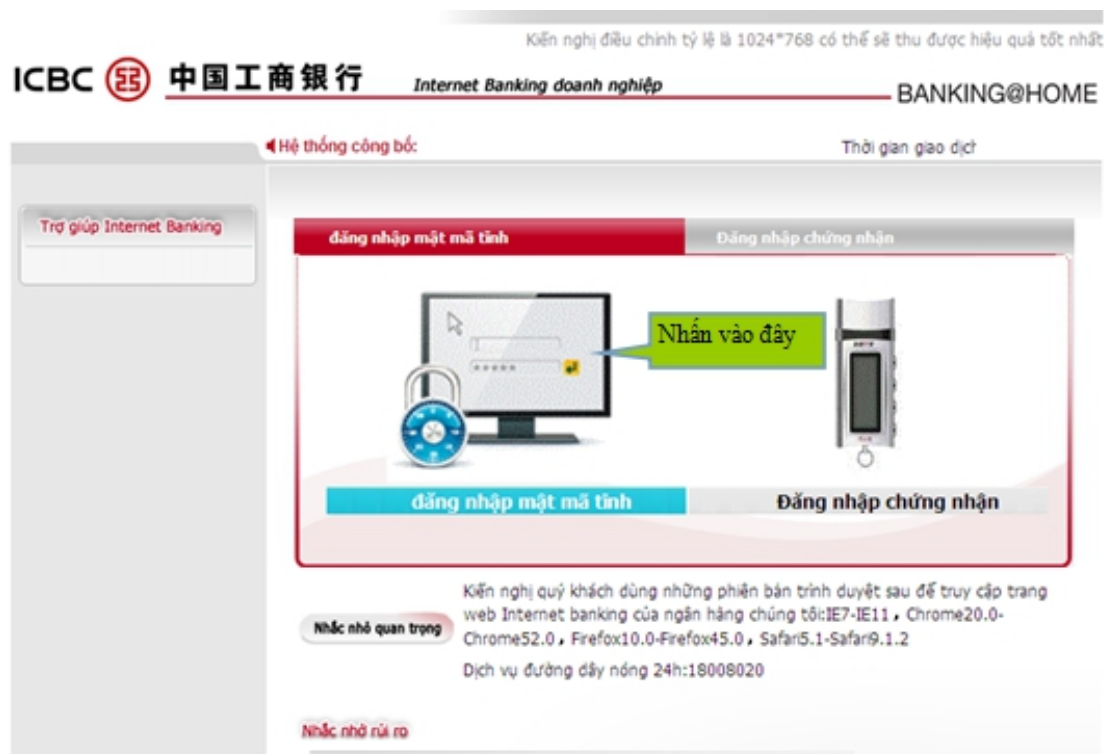 Kiến nghị điều chỉnh tỷ lệ là 1024*768 có thể sẽ thu được hiệu quả tốt nhất
ICBC 中国工商银行 Internet Banking doanh nghiệp
BANKING@HOME
Hệ thống công bố:
Thời gian giao dịch
Trợ giúp Internet Banking
đăng nhập mật mã tĩnh
Đăng nhập chứng nhận
Nhấn vào đây
*****
đăng nhập mật mã tĩnh
Đăng nhập chứng nhận
Nhắc nhở quan trọng
Kiến nghị quý khách dùng những phiên bản trình duyệt sau để truy cập trang
web Internet banking của ngân hàng chúng tôi:IE7-IE11, Chrome20.0-
Chrome52.0, Firefox10.0-Firefox45.0, Safari5.1-Safari9.1.2
Dịch vụ đường dây nóng 24h:18008020
Nhắc nhở rủi ro